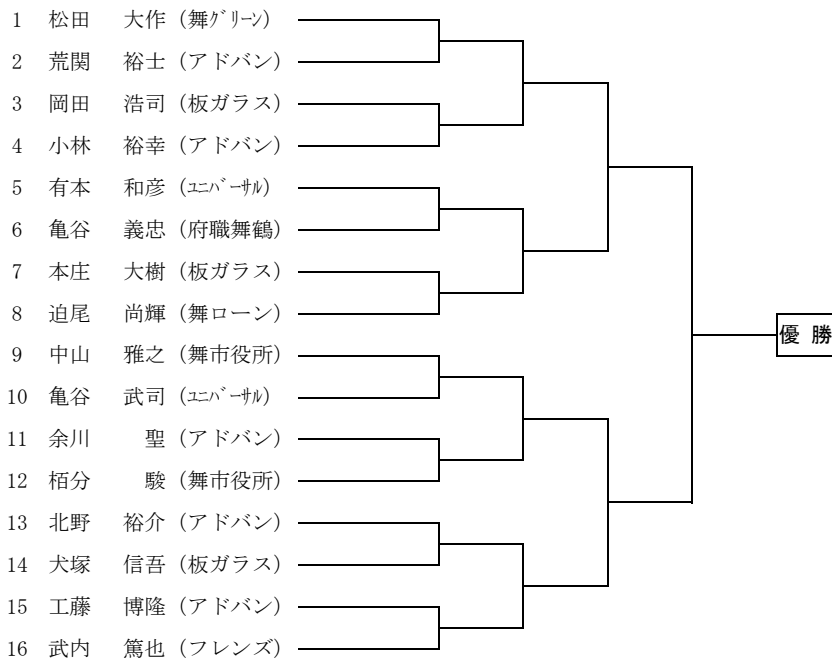 1 松田 大作 (舞グリーン)
2 荒関 裕士 (アドバン)
3 岡田 浩司 (板ガラス)
4 小林 裕幸 (アドバン)
5 有本 和彦 (ユニバーサル)
6 亀谷 義忠 (府職舞鶴)
7 本庄 大樹 (板ガラス)
8 迫尾 尚輝 (舞ローン)
9 中山 雅之 (舞市役所)
10 亀谷 武司 (ユニバーサル)
11 余川 聖 (アドバン)
12 栢分 駿 (舞市役所)
13 北野 裕介 (アドバン)
14 犬塚 信吾 (板ガラス)
15 工藤 博隆 (アドバン)
16 武内 篤也 (フレンズ)
優 勝